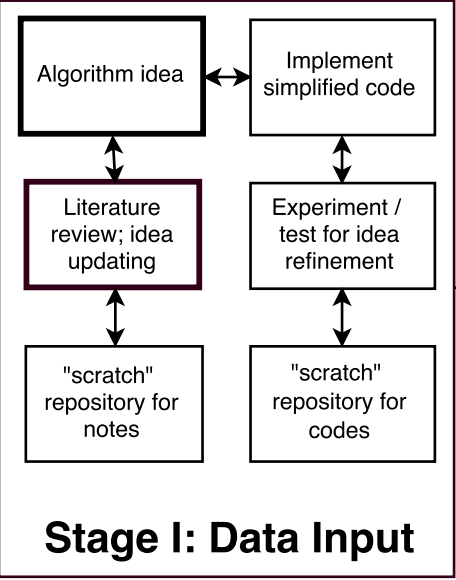 Algorithm idea
Implement
simplified code
Literature
review; idea
updating
Experiment /
test for idea
refinement
"scratch"
repository for
notes
"scratch"
repository for
codes
Stage I: Data Input